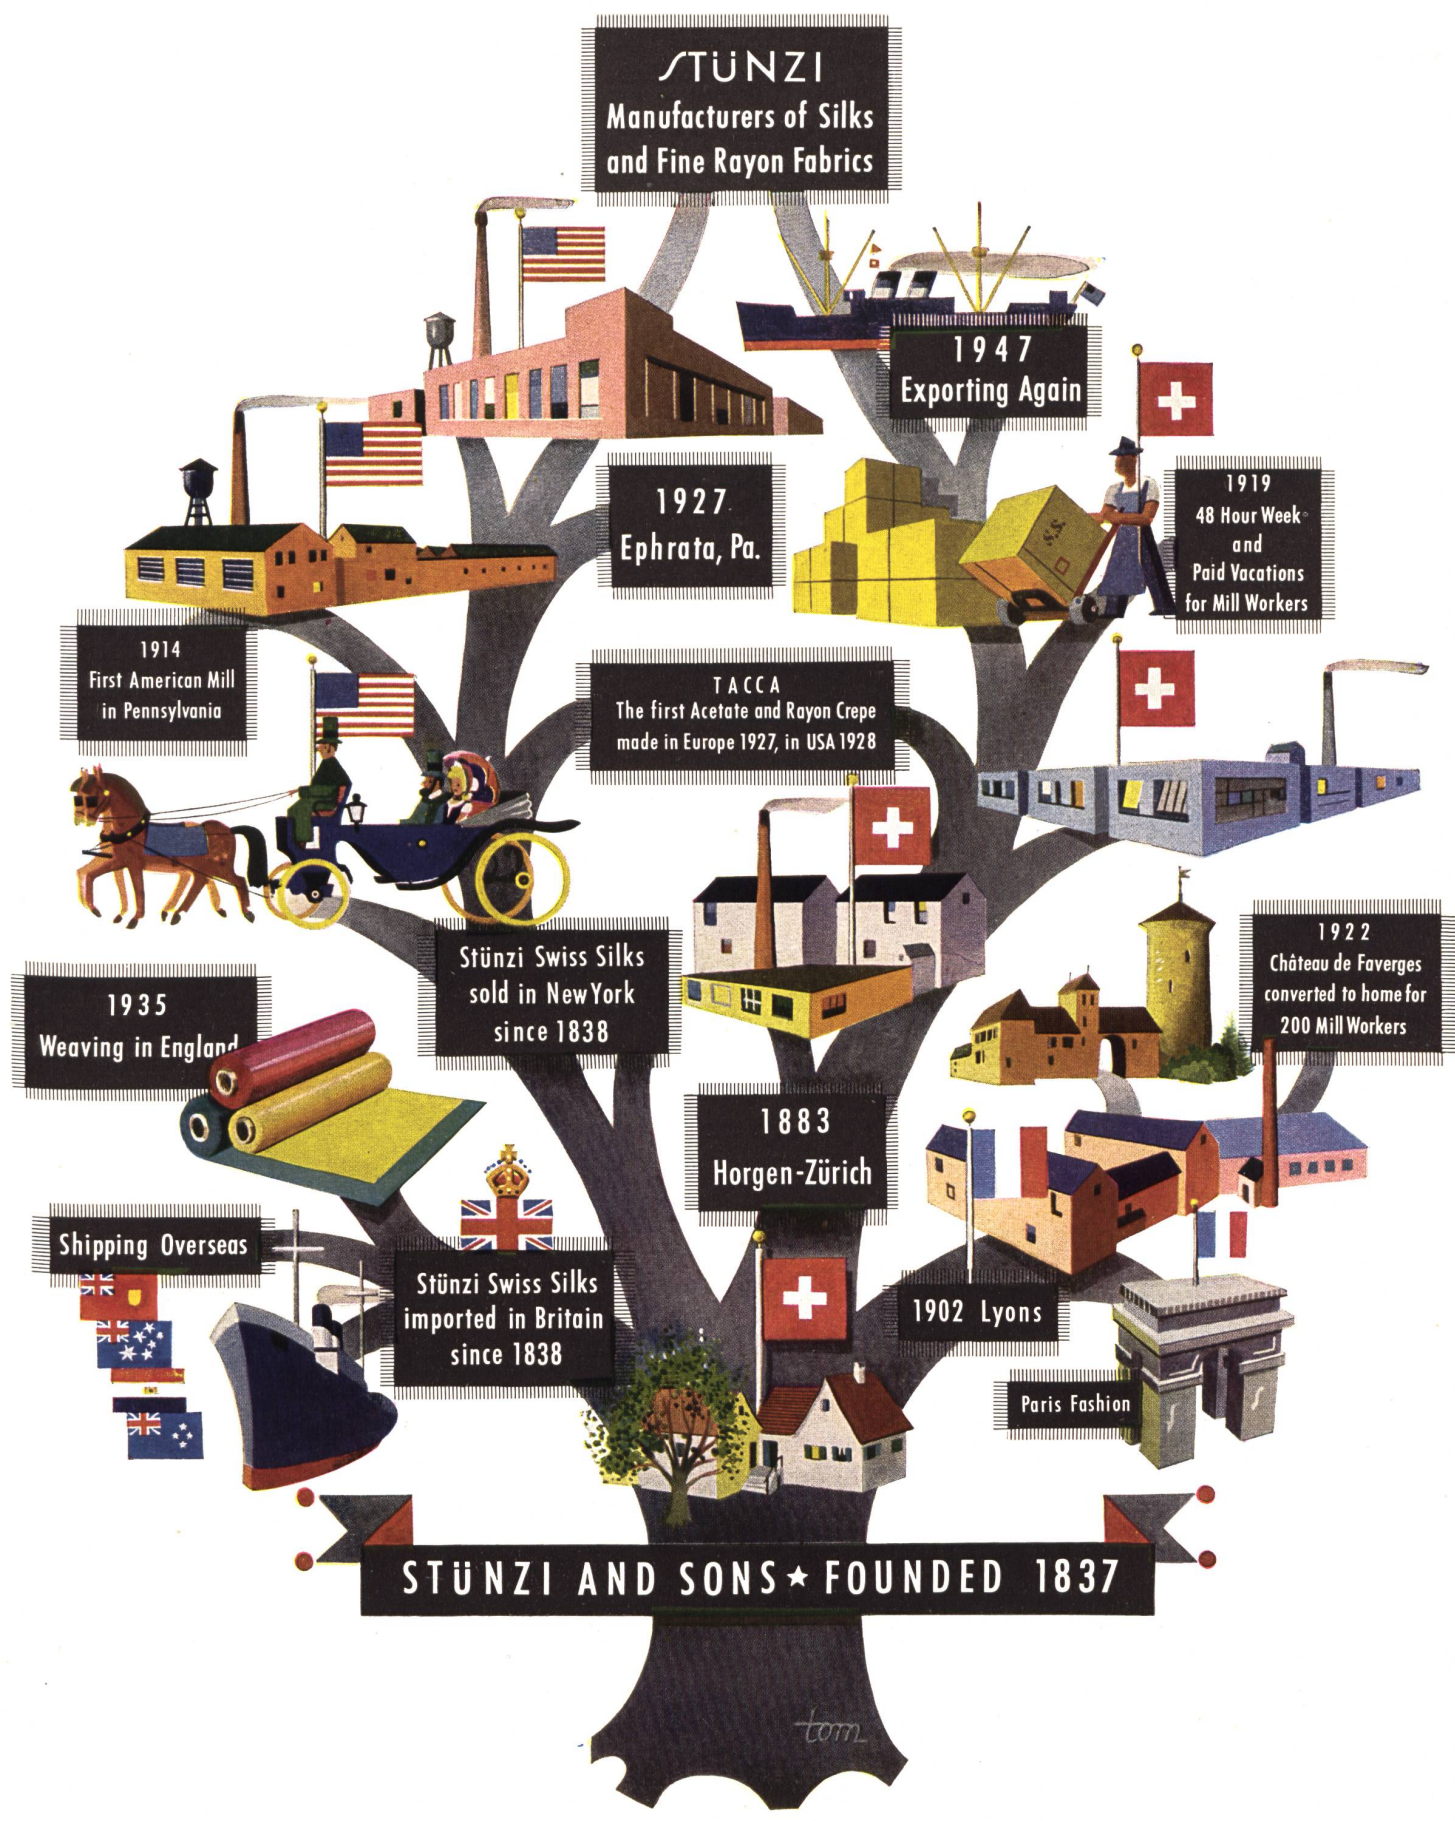 STÜNZI
Manufacturers of Silks
and Fine Rayon Fabrics
1947
Exporting Again
1927
Ephrata, Pa.
1919
48 Hour Week
and
Paid Vacations
for Mill Workers
S.S.
1914
First American Mill
in Pennsylvania
TACCA
The first Acetate and Rayon Crepe
made in Europe 1927, in USA 1928
Stünzi Swiss Silks
sold in New York
since 1838
1922
Château de Faverges
converted to home for
200 Mill Workers
1935
Weaving in England
1883
Horgen-Zürich
Shipping Overseas
Stünzi Swiss Silks
imported in Britain
since 1838
1902 Lyons
Paris Fashion
STÜNZI AND SONS ★ FOUNDED 1837
tom